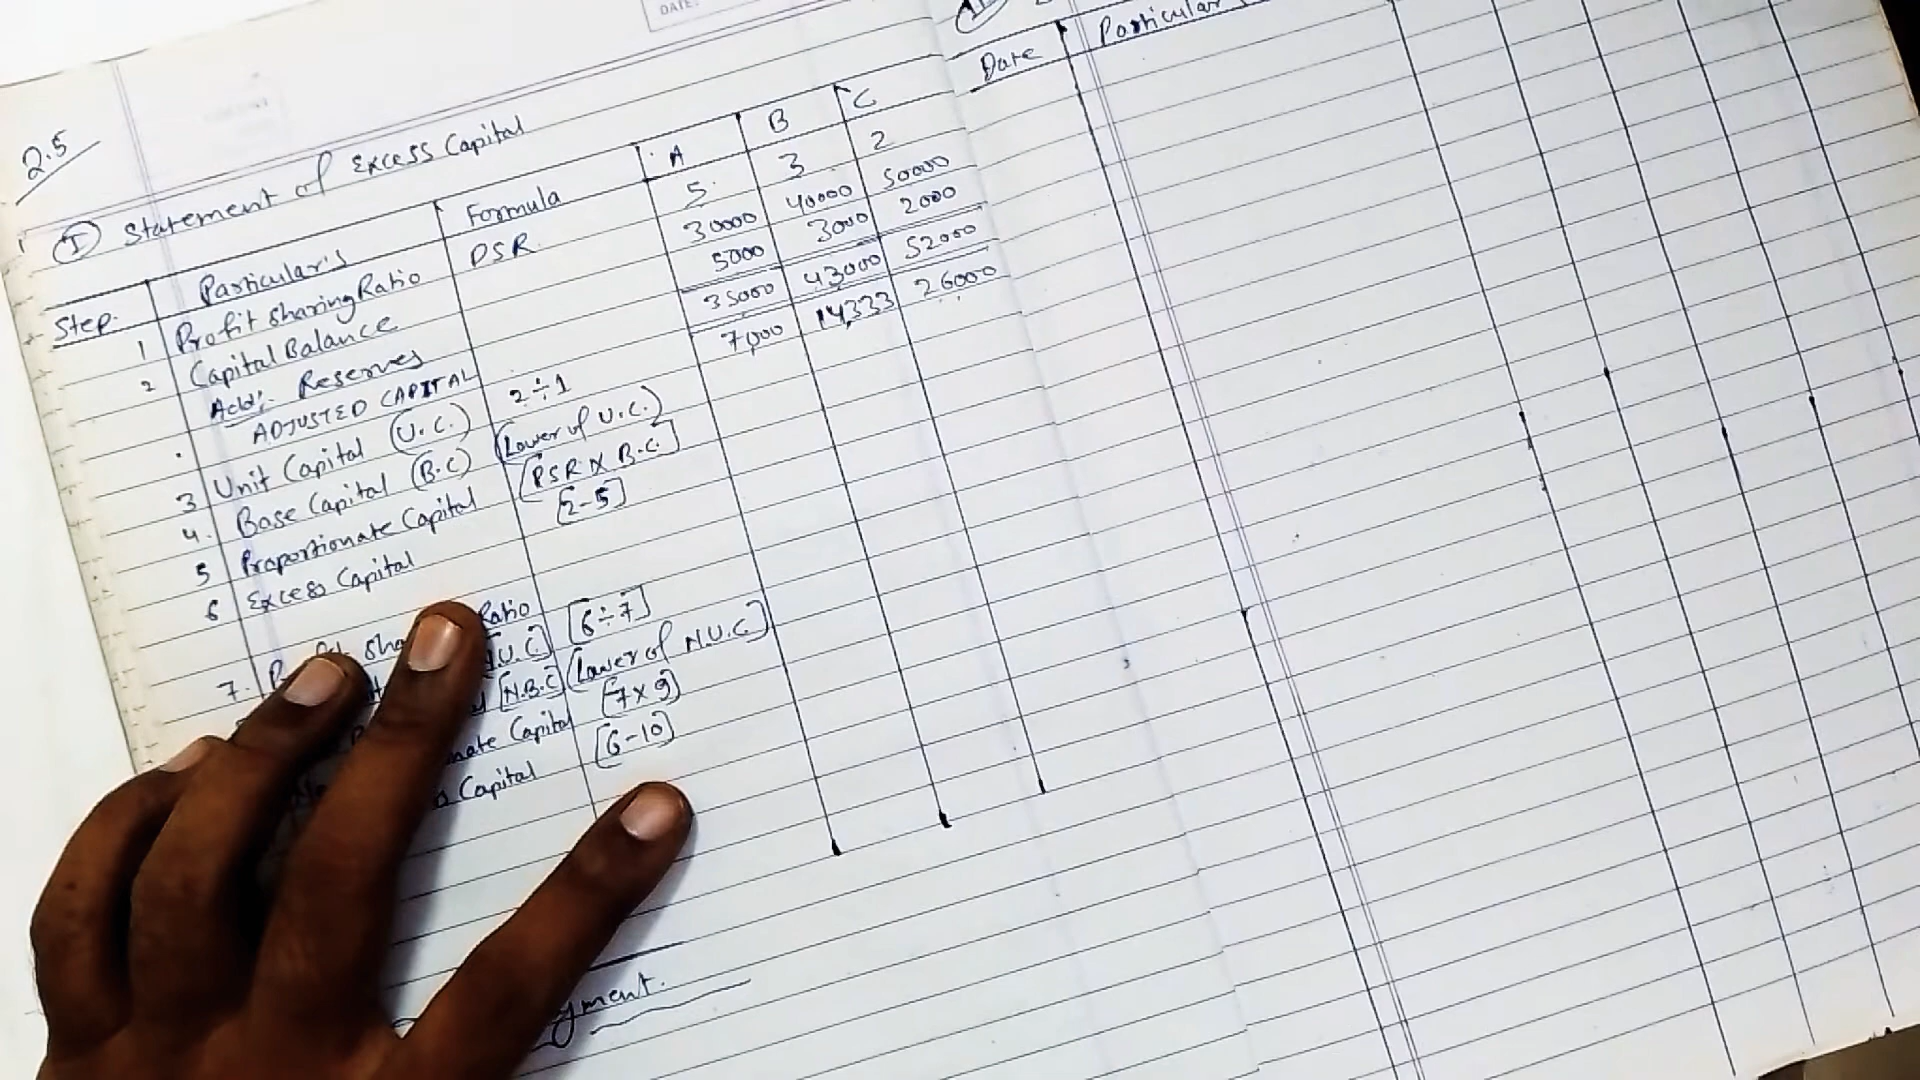 DATE:
2.5
I Statement of Excess Capital
Step. Particular's Formula A B C
1 Profit sharing Ratio PSR 5 3 2
2 Capital Balance 30000 40000 50000
Add:- Reserves 5000 3000 2000
ADJUSTED CAPITAL 35000 43000 52000
3 Unit Capital (U.C.) 2÷1 7000 14333 26000
4. Base Capital (B.C) (Lower of U.C.)
5 Proportionate Capital [PSR X B.C.]
6 Excess Capital [2-5]
7. Ratio
U.C] [6÷7]
[N.B.C] (Lower of N.U.C]
Capital [7×9]
Capital [6-10]
Date Particular